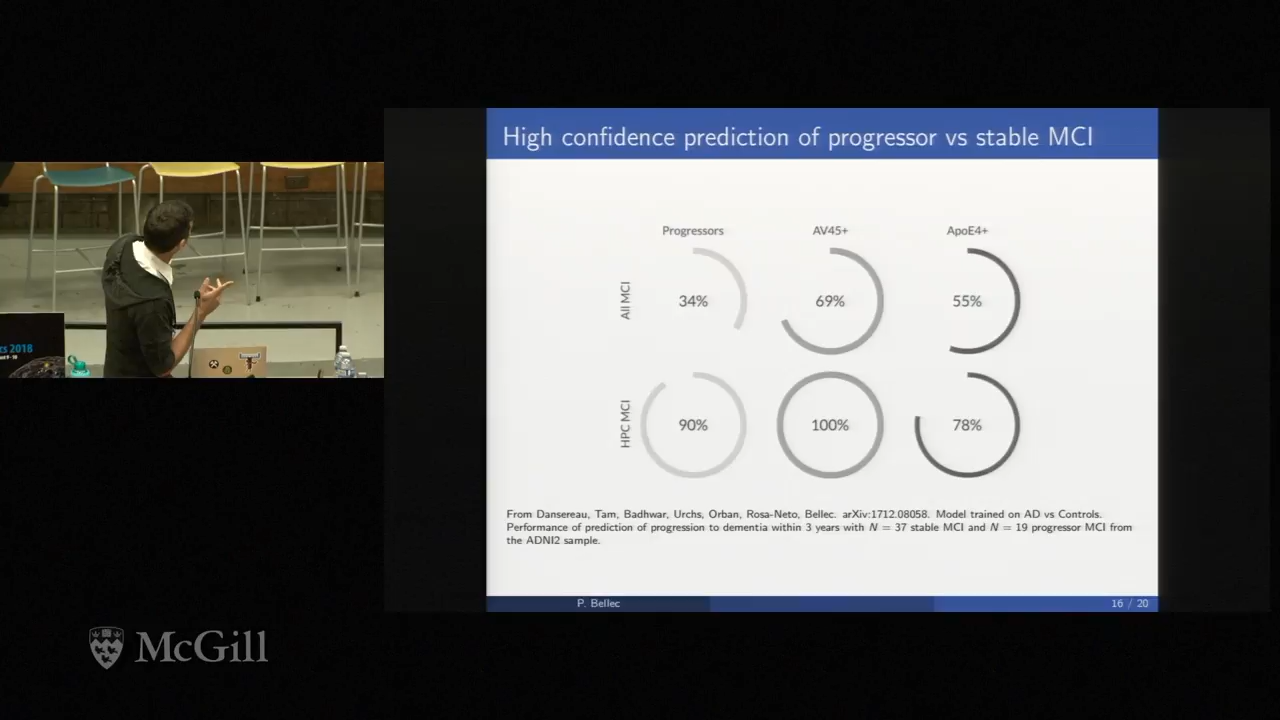 High confidence prediction of progressor vs stable MCI
Progressors
AV45+
ApoE4+
All MCI
34%
69%
55%
HPC MCI
90%
100%
78%
From Dansereau, Tam, Badhwar, Urchs, Orban, Rosa-Neto, Bellec. arXiv:1712.08058. Model trained on AD vs Controls.
Performance of prediction of progression to dementia within 3 years with N = 37 stable MCI and N = 19 progressor MCI from
the ADNI2 sample.
P. Bellec
16 / 20
cs 2018
McGill